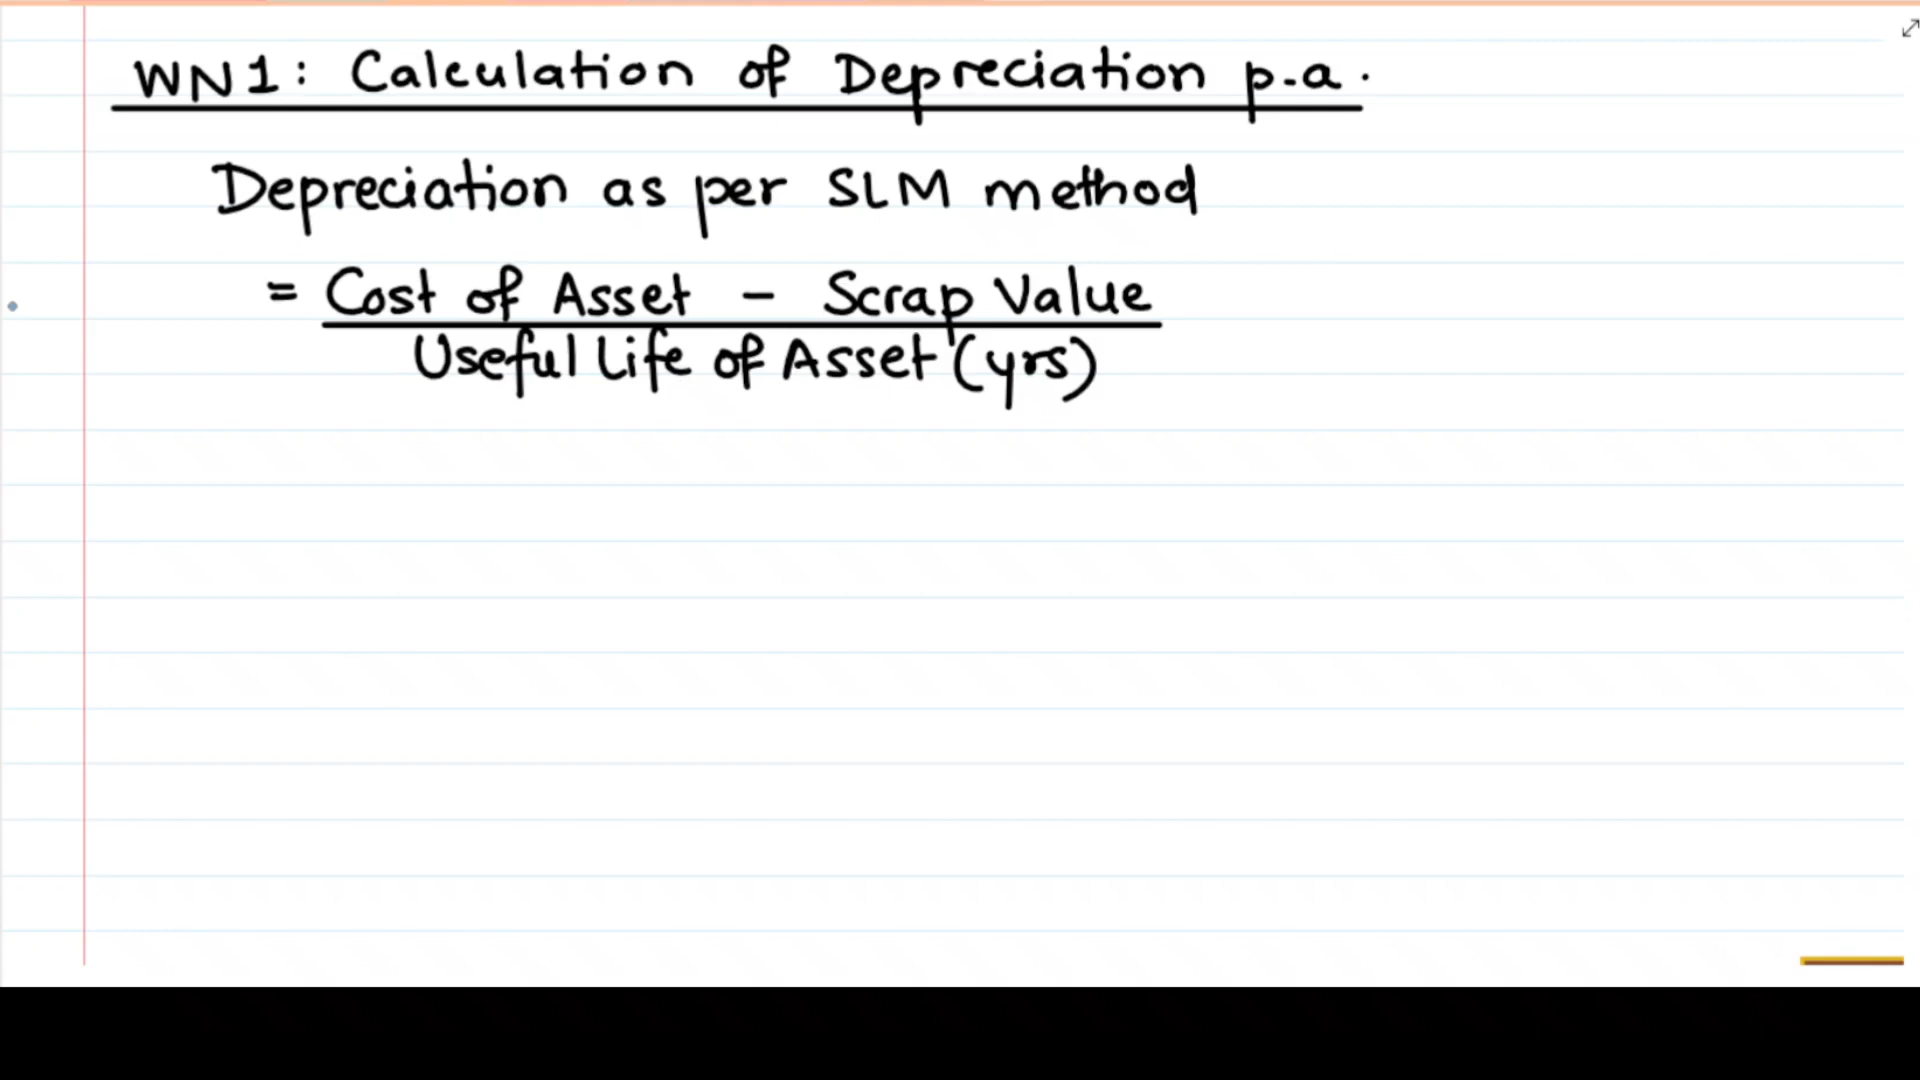 WN1: Calculation of Depreciation p.a.
Depreciation as per SLM method
= Cost of Asset - Scrap Value
Useful Life of Asset (yrs)